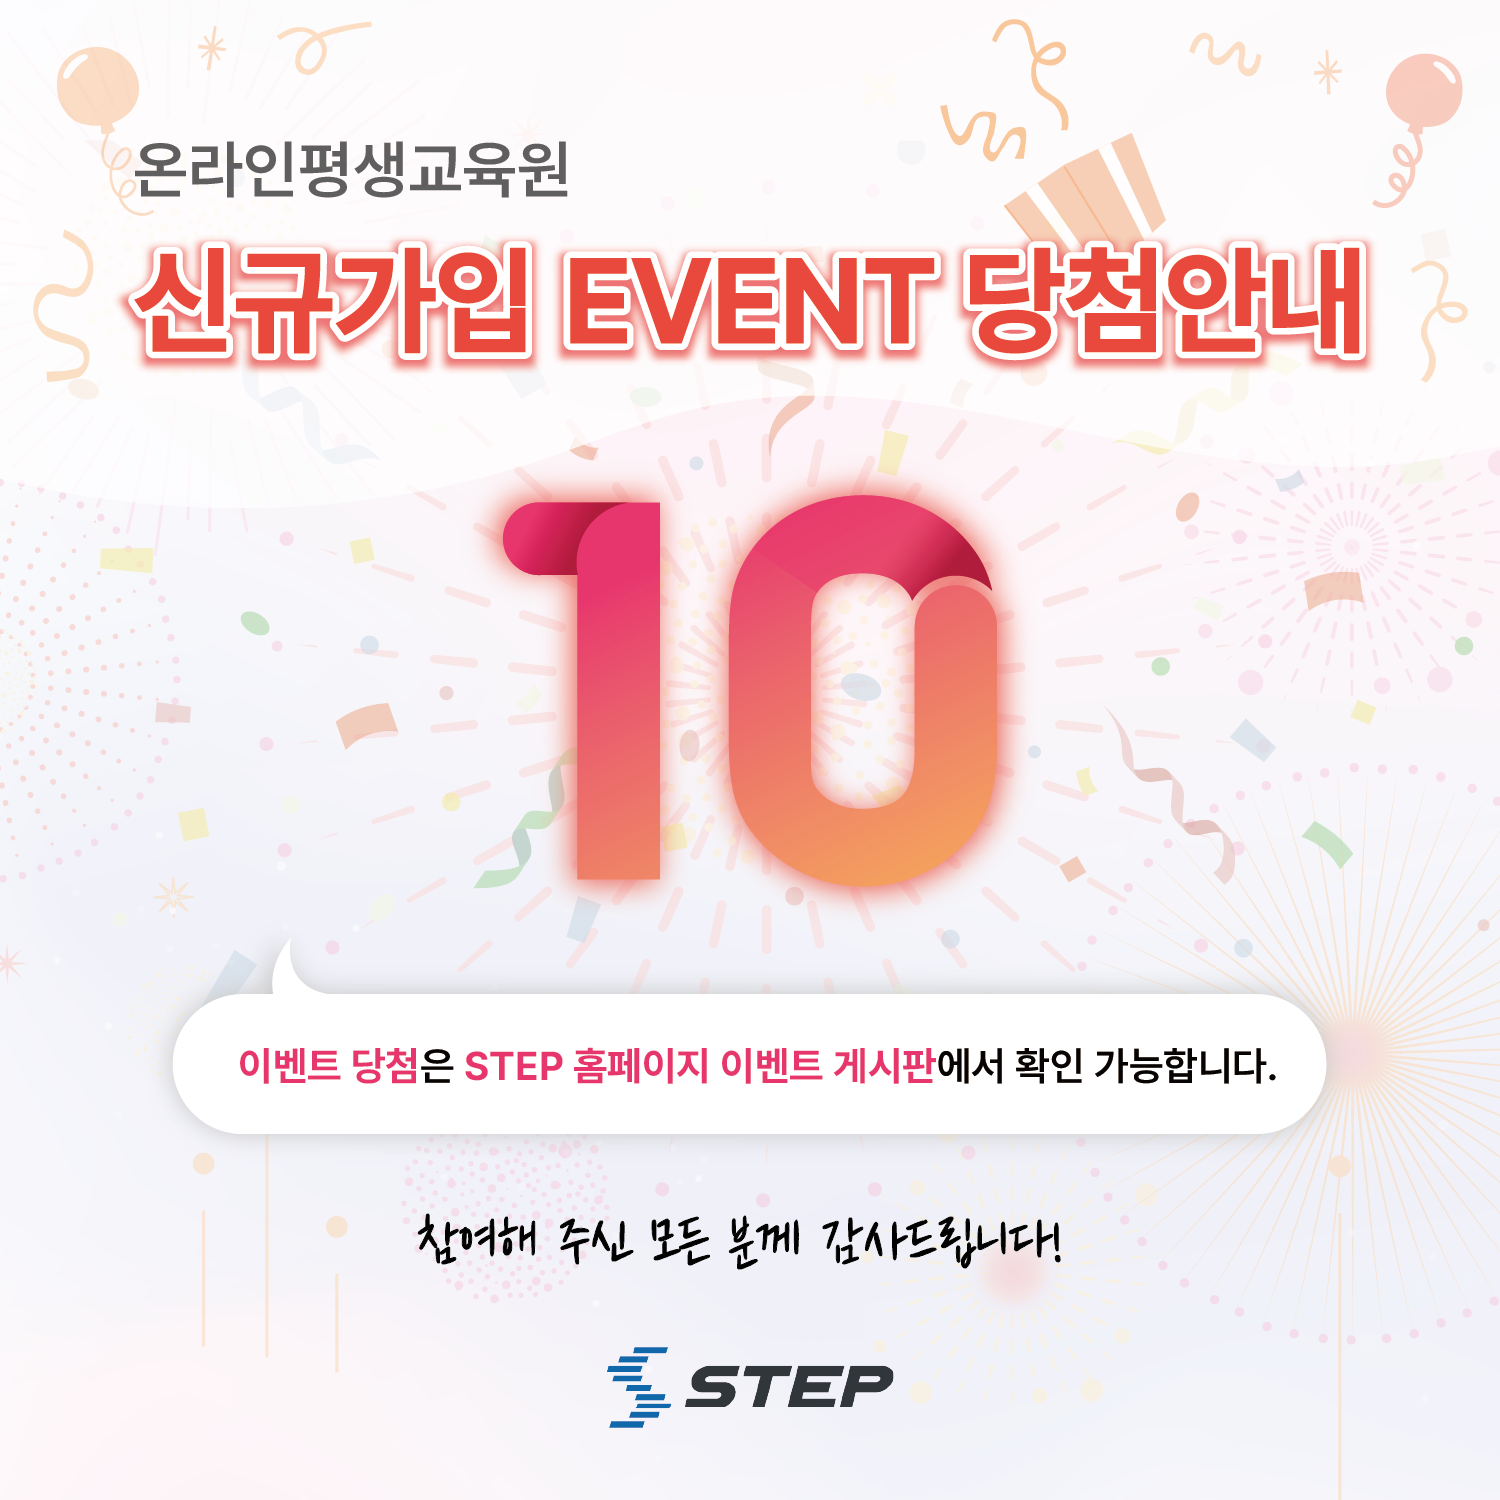 온라인평생교육원
신규가입 EVENT 당첨안내
10
이벤트 당첨은 STEP 홈페이지 이벤트 게시판에서 확인 가능합니다.
참여해 주신 모든 분께 감사드립니다!
STEP